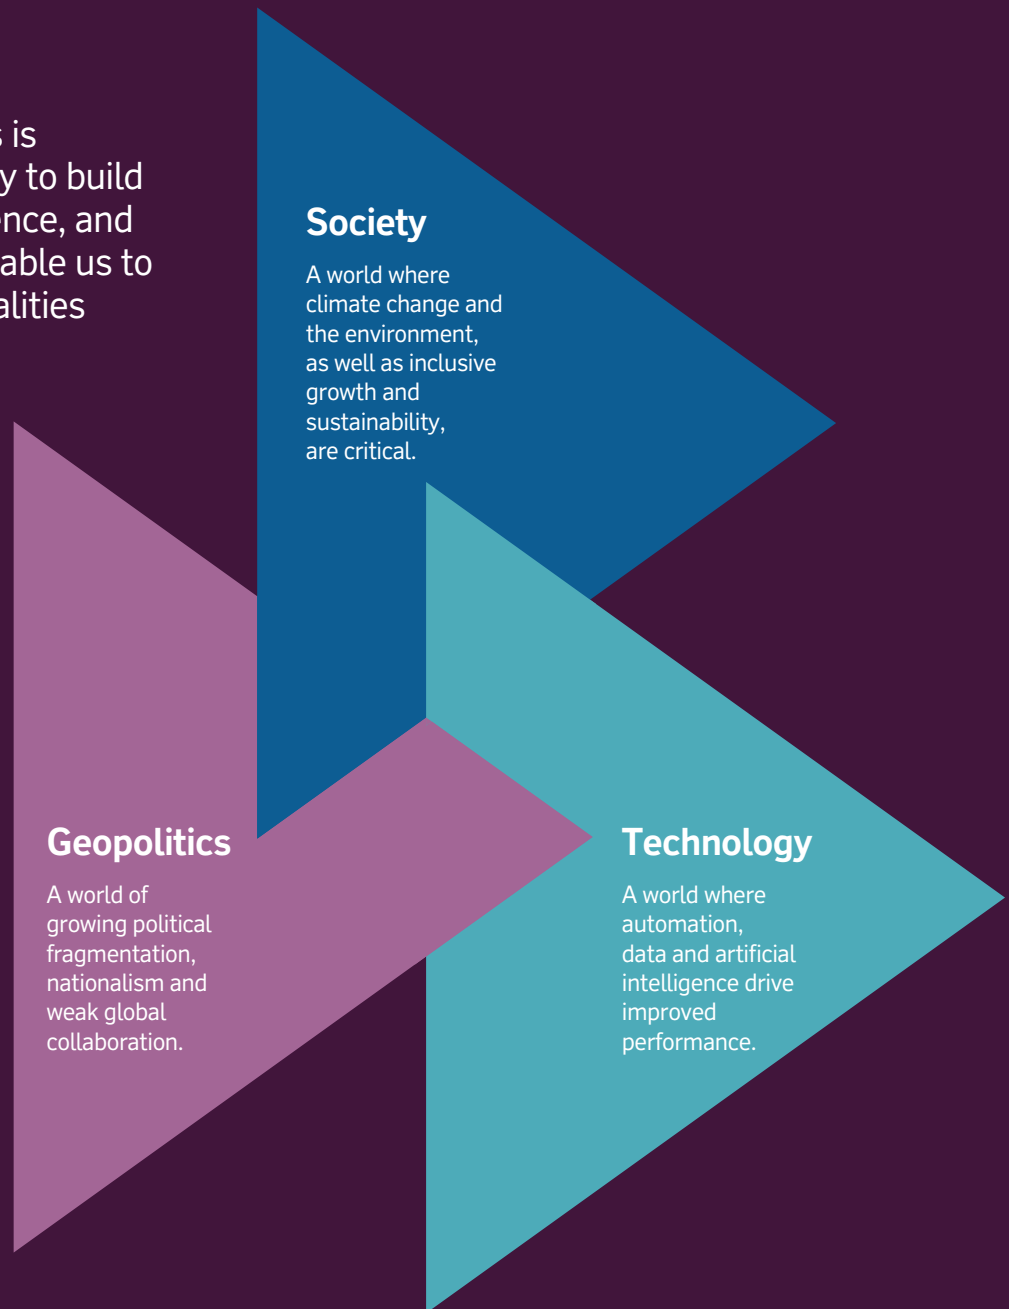 is
to build
and
able us to
Society
A world where
climate change and
the environment,
as well as inclusive
growth and
sustainability,
are critical.
Geopolitics
A world of
growing political
fragmentation,
nationalism and
weak global
collaboration.
Technology
A world where
automation,
data and artificial
intelligence drive
improved
performance.